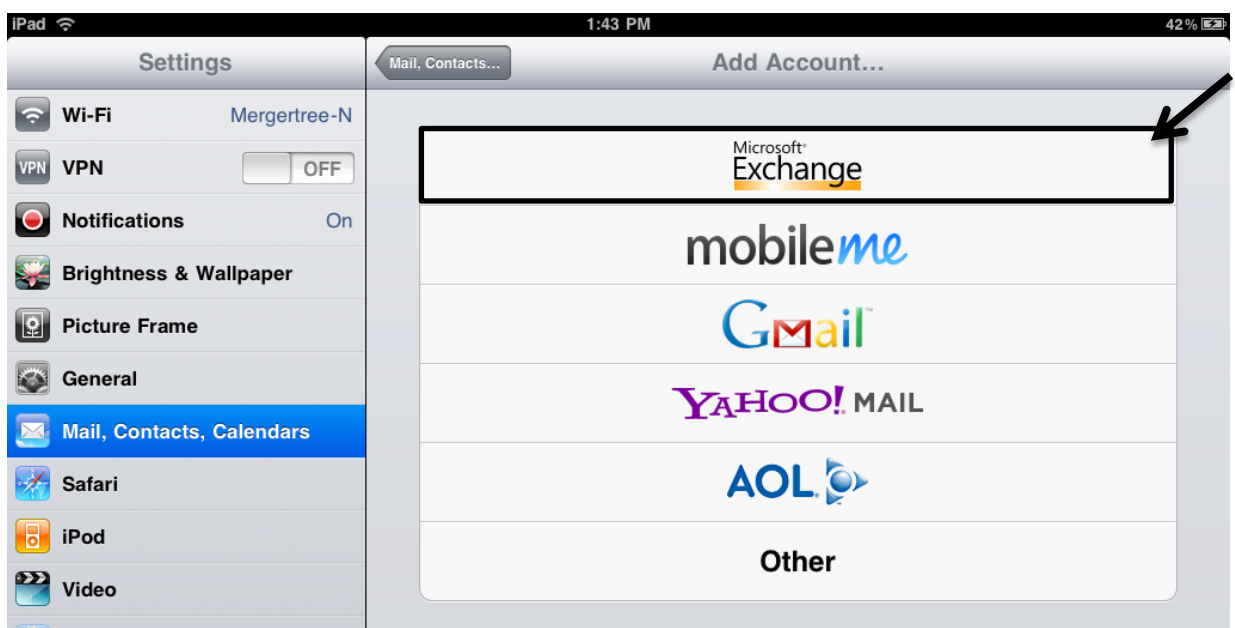 iPad 1:43 PM 42%
Settings
Mail, Contacts... Add Account...
Wi-Fi Mergertree-N
VPN VPN OFF
Notifications On
Brightness & Wallpaper
Picture Frame
General
Mail, Contacts, Calendars
Safari
iPod
Video
Microsoft
Exchange
mobileme
Gmail™
YAHOO! MAIL
AOL.
Other